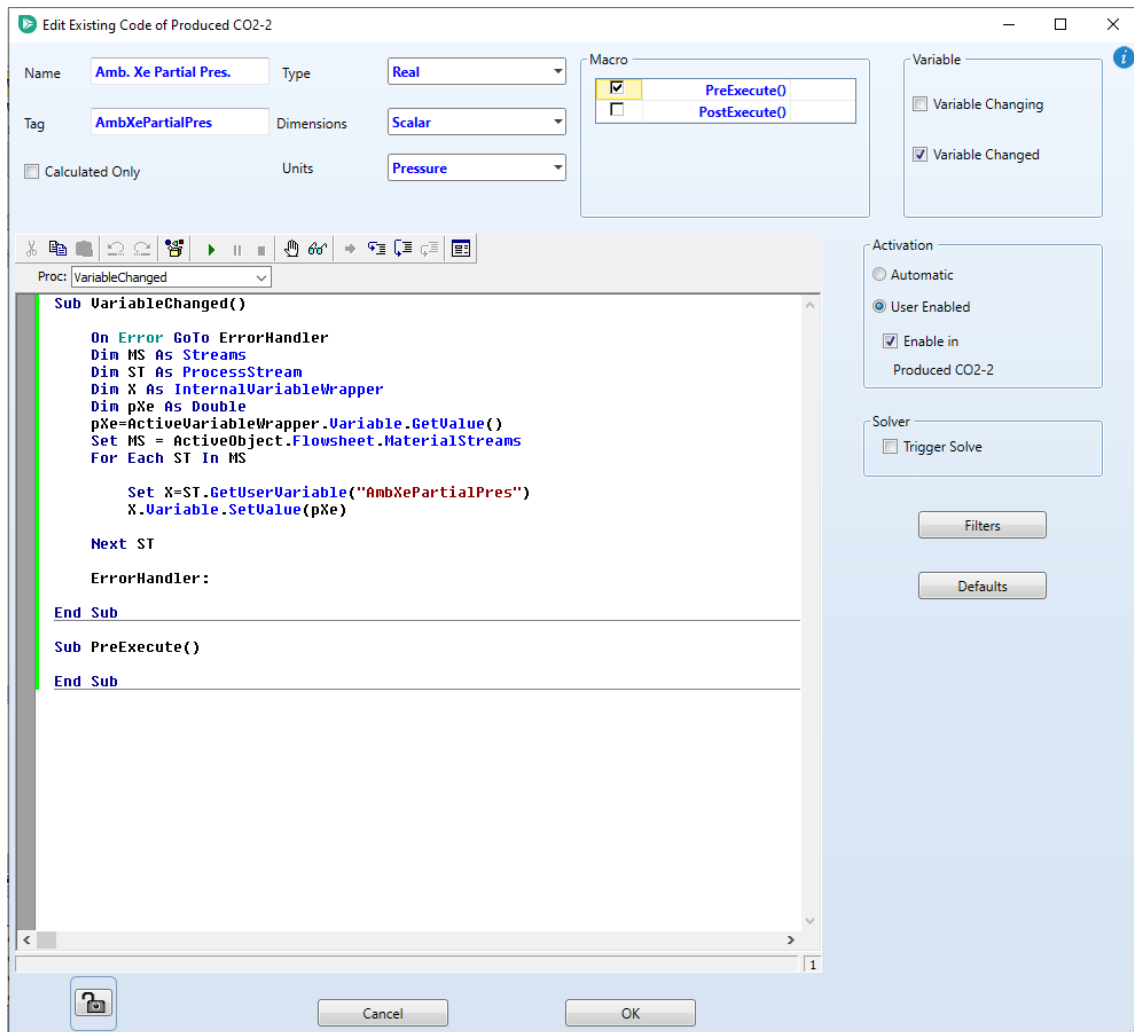 Edit Existing Code of Produced CO2-2
Name Amb. Xe Partial Pres. Type Real
Tag AmbXePartialPres Dimensions Scalar
Calculated Only Units Pressure
Macro
PreExecute()
PostExecute()
Variable
Variable Changing
Variable Changed
Proc: VariableChanged
Sub VariableChanged()
On Error GoTo ErrorHandler
Dim MS As Streams
Dim ST As ProcessStream
Dim X As InternalVariableWrapper
Dim pXe As Double
pXe=ActiveVariableWrapper.Variable.GetValue()
Set MS = ActiveObject.Flowsheet.MaterialStreams
For Each ST In MS
Set X=ST.GetUserVariable("AmbXePartialPres")
X.Variable.SetValue(pXe)
Next ST
ErrorHandler:
End Sub
Sub PreExecute()
End Sub
1
Activation
Automatic
User Enabled
Enable in
Produced CO2-2
Solver
Trigger Solve
Filters
Defaults
Cancel OK